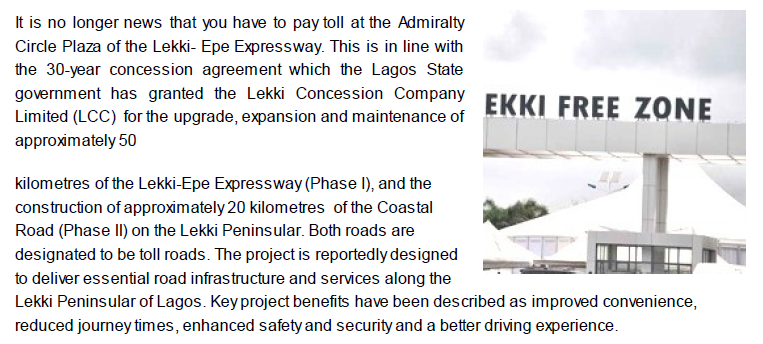 It is no longer news that you have to pay toll at the Admiralty
Circle Plaza of the Lekki- Epe Expressway. This is in line with
the 30-year concession agreement which the Lagos State
government has granted the Lekki Concession Company
Limited (LCC) for the upgrade, expansion and maintenance of
approximately 50
EKKI FREE ZONE
kilometres of the Lekki-Epe Expressway (Phase I), and the
construction of approximately 20 kilometres of the Coastal
Road (Phase II) on the Lekki Peninsular. Both roads are
designated to be toll roads. The project is reportedly designed
to deliver essential road infrastructure and services along the
Lekki Peninsular of Lagos. Key project benefits have been described as improved convenience,
reduced journey times, enhanced safety and security and a better driving experience.